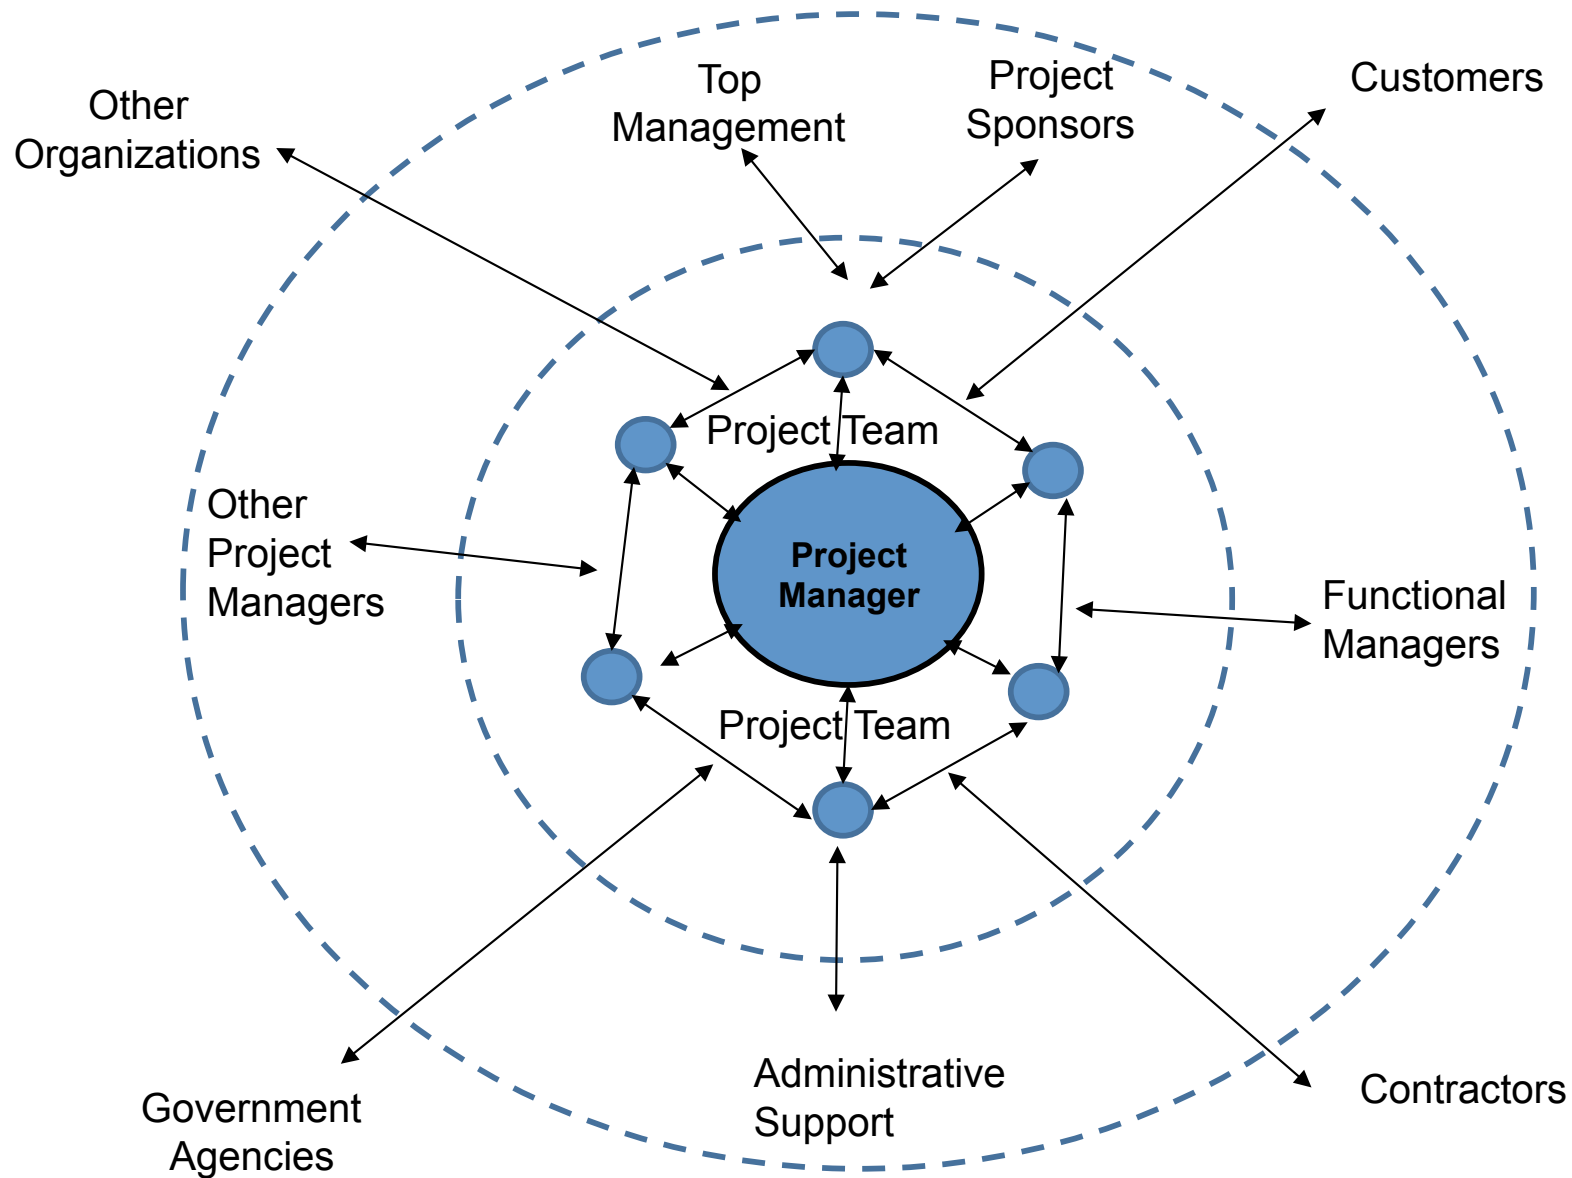 Other
Organizations
Top
Management
Project
Sponsors
Customers
Project Team
Other
Project
Managers
Project
Manager
Functional
Managers
Project Team
Government
Agencies
Administrative
Support
Contractors